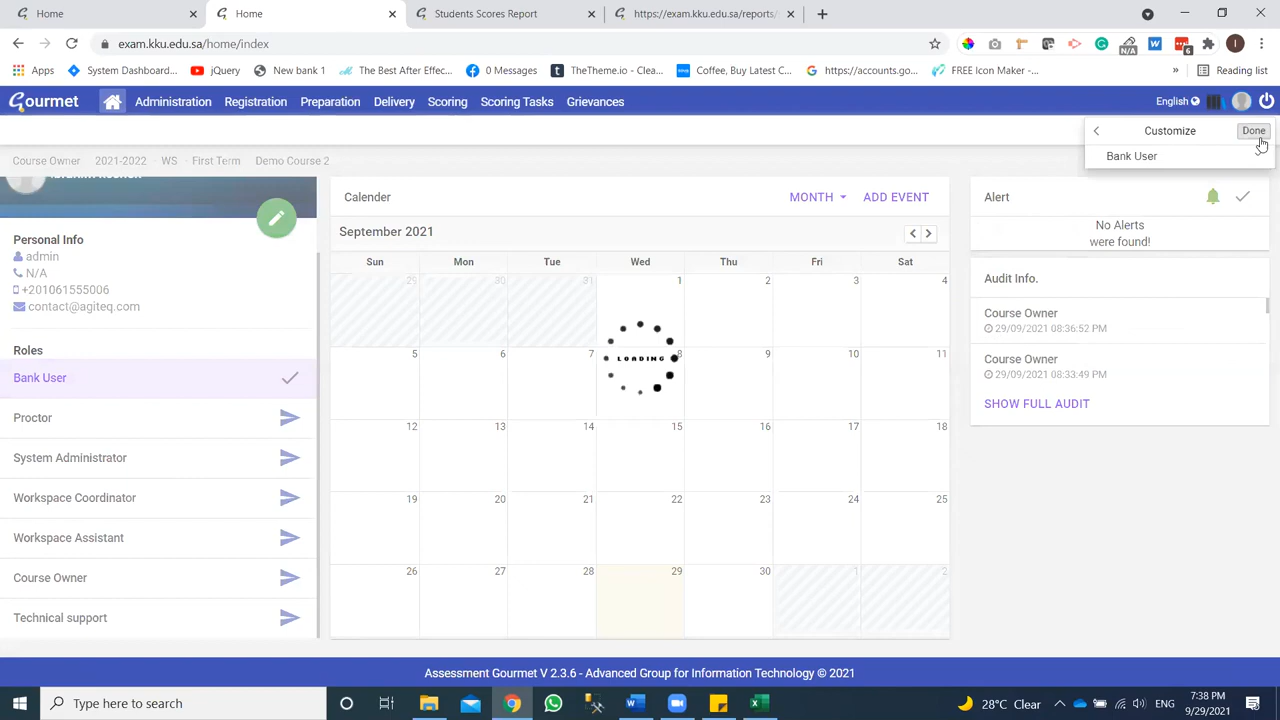 Home
Home
Students Scores Report
https://exam.kku.edu.sa/reports/
exam.kku.edu.sa/home/index
6
I
Apps
System Dashboard...
jQuery
New bank 1
The Best After Effec...
0 Messages
TheTheme.io - Clea...
Coffee, Buy Latest C...
https://accounts.go...
FREE Icon Maker -...
»
Reading list
Gourmet
Administration
Registration
Preparation
Delivery
Scoring
Scoring Tasks
Grievances
English
Customize
Done
Bank User
Course Owner 2021-2022 WS First Term Demo Course 2
Personal Info
admin
N/A
+201061555006
contact@agiteq.com
Roles
Bank User
Proctor
System Administrator
Workspace Coordinator
Workspace Assistant
Course Owner
Technical support
Calender
MONTH
ADD EVENT
September 2021
Sun Mon Tue Wed Thu Fri Sat
29 30 31 1 2 3 4
5 6 7 8 9 10 11
LOADING
12 13 14 15 16 17 18
19 20 21 22 23 24 25
26 27 28 29 30 1 2
Alert
No Alerts
were found!
Audit Info.
Course Owner
29/09/2021 08:36:52 PM
Course Owner
29/09/2021 08:33:49 PM
SHOW FULL AUDIT
Assessment Gourmet V 2.3.6 - Advanced Group for Information Technology © 2021
Type here to search
28°C Clear
ENG
7:38 PM
9/29/2021